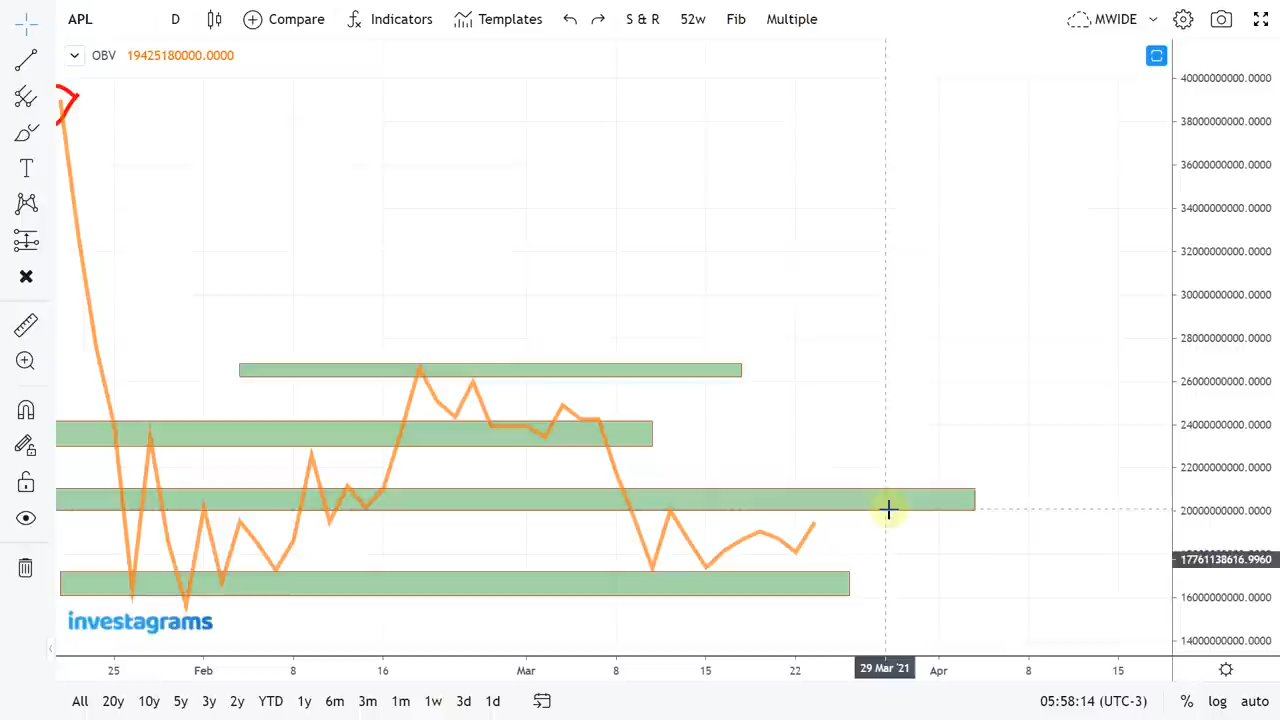 APL D Compare Indicators Templates S & R 52w Fib Multiple MWIDE
OBV 19425180000.0000
40000000000.0000
38000000000.0000
36000000000.0000
34000000000.0000
32000000000.0000
30000000000.0000
28000000000.0000
26000000000.0000
24000000000.0000
22000000000.0000
20000000000.0000
17761138616.9960
16000000000.0000
14000000000.0000
investagrams
25 Feb 8 16 Mar 8 15 22 29 Mar '21 Apr 8 15
All 20y 10y 5y 3y 2y YTD 1y 6m 3m 1m 1w 3d 1d 05:58:14 (UTC-3) % log auto